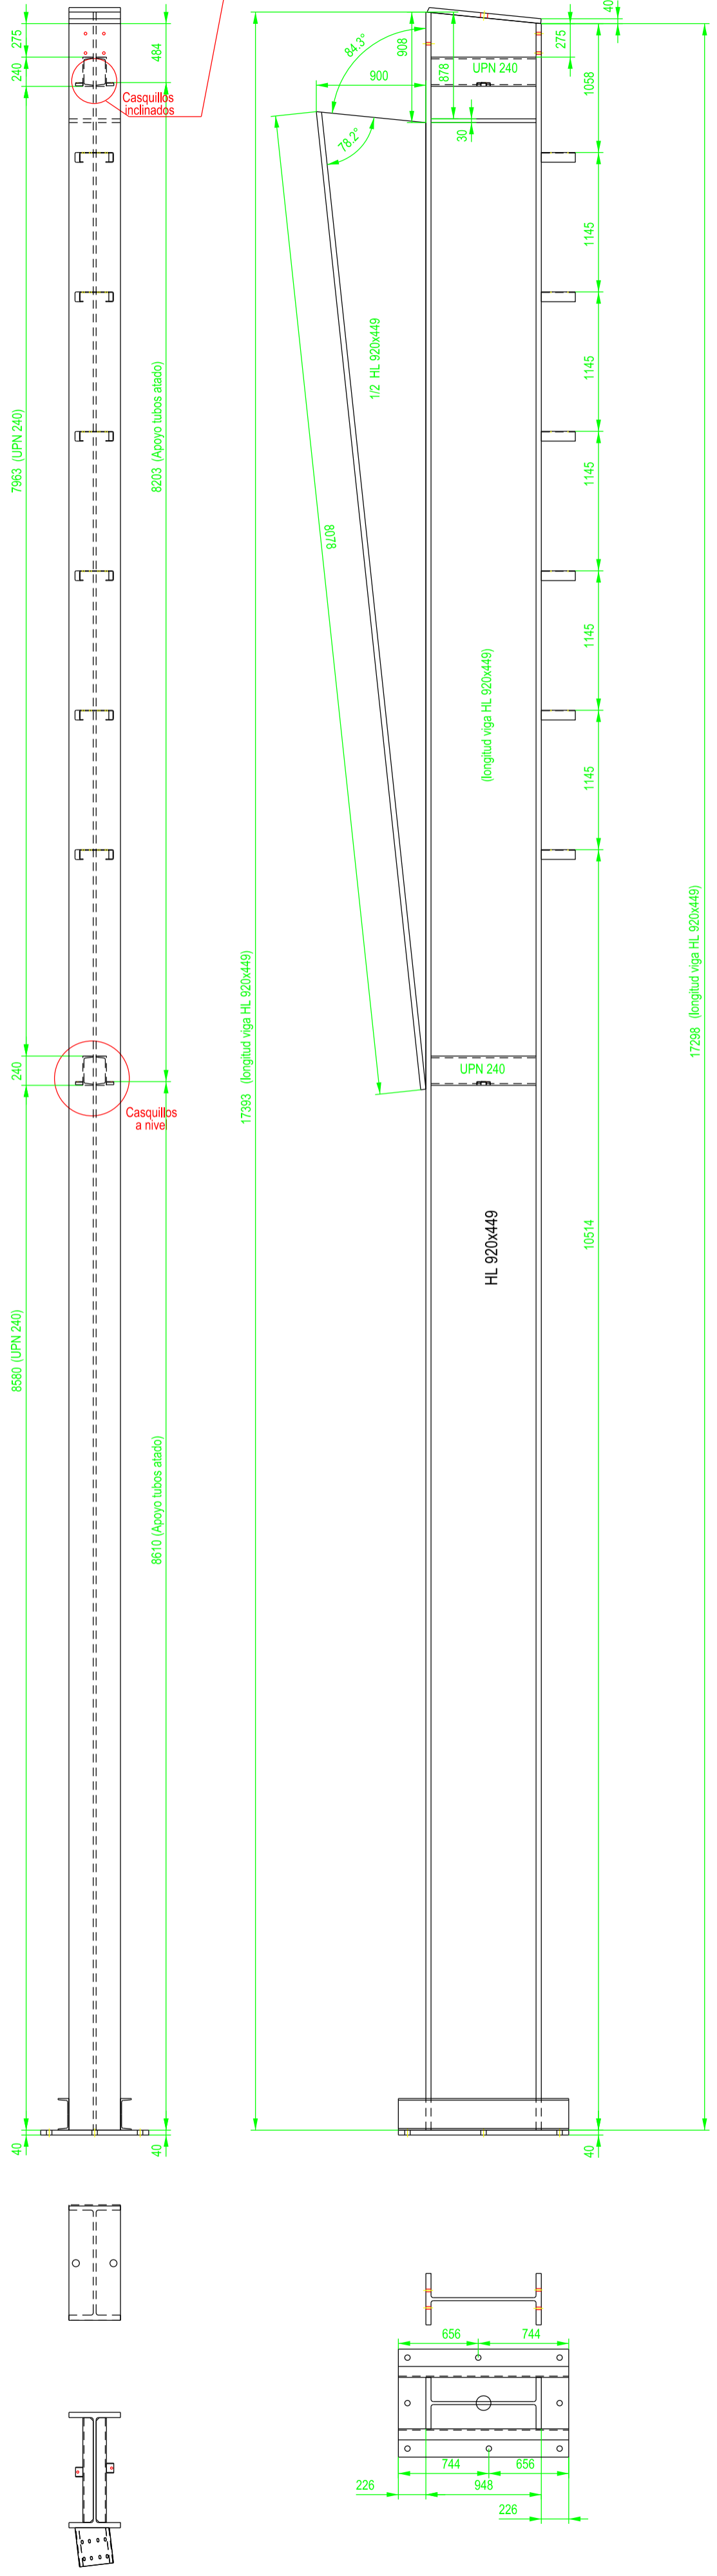 275
240
484
Casquillos
inclinados
7963 (UPN 240)
8203 (Apoyo tubos atado)
240
Casquillos
a nivel
8580 (UPN 240)
8610 (Apoyo tubos atado)
40
40
40
84.3°
908
878
UPN 240
275
1058
900
78.2°
30
1145
1145
1145
1145
1145
1/2 HL 920x449
8078
(longitud viga HL 920x449)
17393 (longitud viga HL 920x449)
17298 (longitud viga HL 920x449)
UPN 240
HL 920x449
10514
40
656
744
744
656
226
948
226